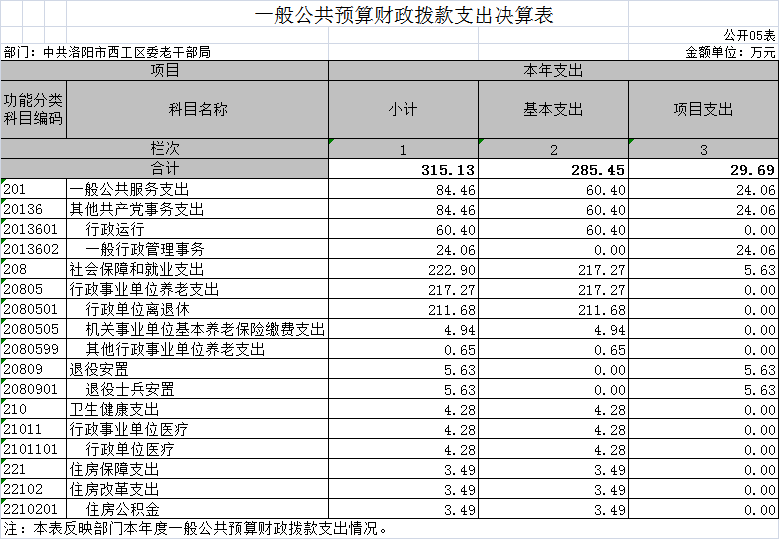 一般公共预算财政拨款支出决算表
公开05表
部门：中共洛阳市西工区委老干部局 金额单位：万元
项目 本年支出
功能分类科目编码 科目名称 小计 基本支出 项目支出
栏次 1 2 3
合计 315.13 285.45 29.69
201 一般公共服务支出 84.46 60.40 24.06
20136 其他共产党事务支出 84.46 60.40 24.06
2013601 行政运行 60.40 60.40 0.00
2013602 一般行政管理事务 24.06 0.00 24.06
208 社会保障和就业支出 222.90 217.27 5.63
20805 行政事业单位养老支出 217.27 217.27 0.00
2080501 行政单位离退休 211.68 211.68 0.00
2080505 机关事业单位基本养老保险缴费支出 4.94 4.94 0.00
2080599 其他行政事业单位养老支出 0.65 0.65 0.00
20809 退役安置 5.63 0.00 5.63
2080901 退役士兵安置 5.63 0.00 5.63
210 卫生健康支出 4.28 4.28 0.00
21011 行政事业单位医疗 4.28 4.28 0.00
2101101 行政单位医疗 4.28 4.28 0.00
221 住房保障支出 3.49 3.49 0.00
22102 住房改革支出 3.49 3.49 0.00
2210201 住房公积金 3.49 3.49 0.00
注：本表反映部门本年度一般公共预算财政拨款支出情况。